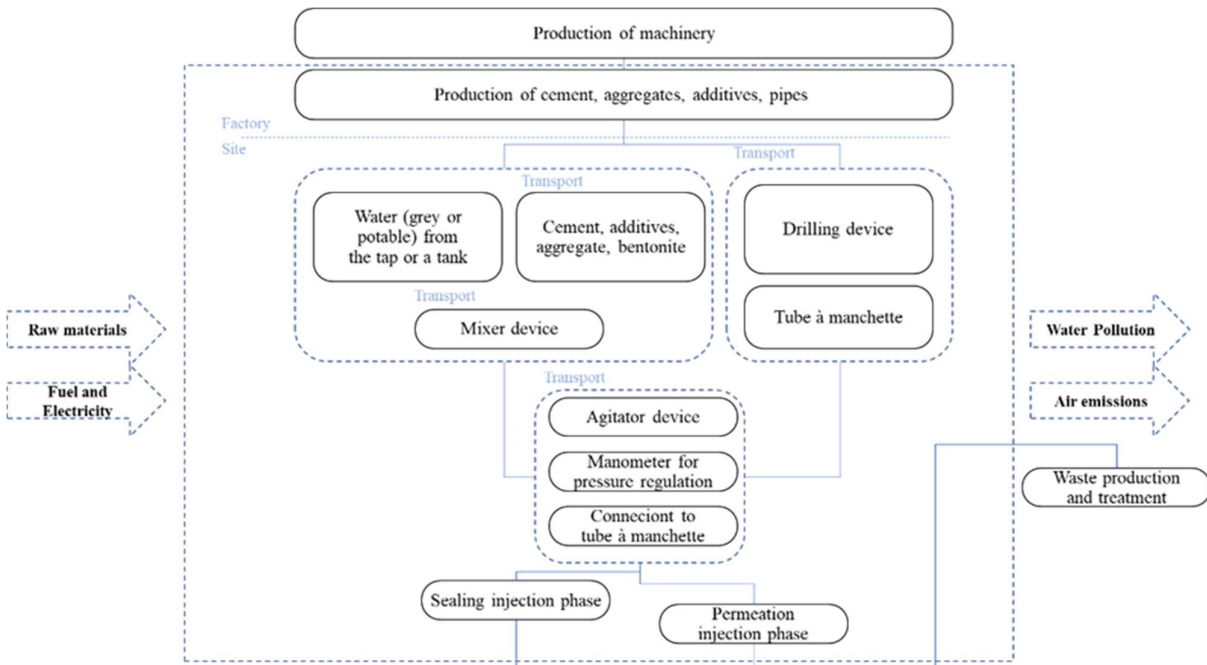 Production of machinery
Production of cement, aggregates, additives, pipes
Factory
Site
Transport
Transport
Water (grey or
potable) from
the tap or a tank
Cement, additives,
aggregate, bentonite
Drilling device
Transport
Mixer device
Tube à manchette
Raw materials
Fuel and
Electricity
Water Pollution
Air emissions
Transport
Agitator device
Manometer for
pressure regulation
Conneciont to
tube à manchette
Waste production
and treatment
Sealing injection phase
Permeation
injection phase